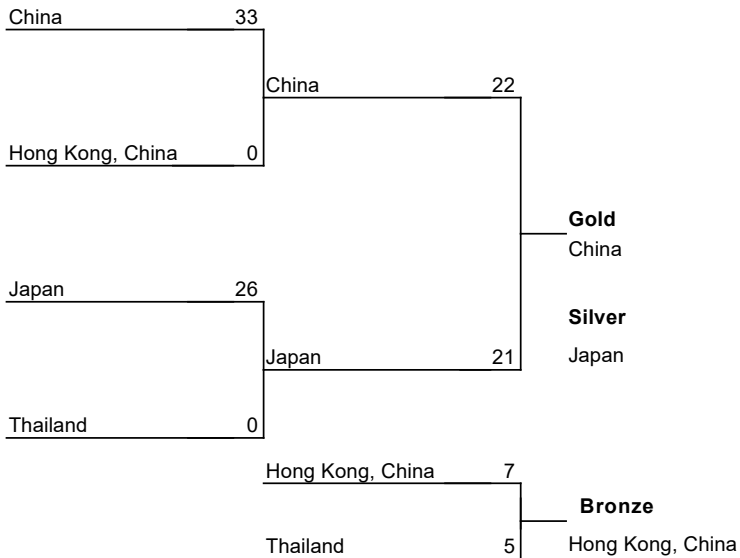 China 33
China 22
Hong Kong, China 0
Gold
China
Japan 26
Silver
Japan 21
Japan
Thailand 0
Hong Kong, China 7
Bronze
Thailand 5
Hong Kong, China